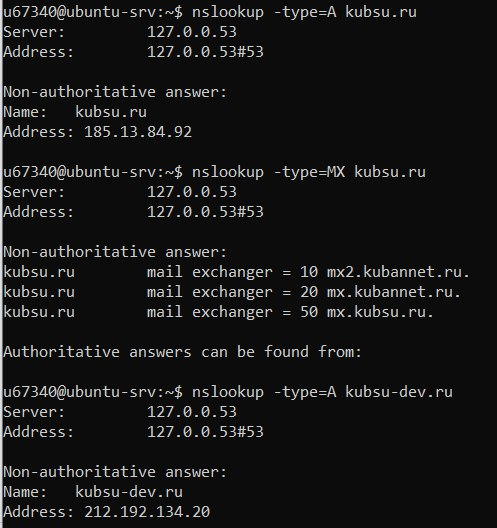 u67340@ubuntu-srv:~$ nslookup -type=A kubsu.ru
Server:         127.0.0.53
Address:        127.0.0.53#53

Non-authoritative answer:
Name:   kubsu.ru
Address: 185.13.84.92

u67340@ubuntu-srv:~$ nslookup -type=MX kubsu.ru
Server:         127.0.0.53
Address:        127.0.0.53#53

Non-authoritative answer:
kubsu.ru        mail exchanger = 10 mx2.kubannet.ru.
kubsu.ru        mail exchanger = 20 mx.kubannet.ru.
kubsu.ru        mail exchanger = 50 mx.kubsu.ru.

Authoritative answers can be found from:

u67340@ubuntu-srv:~$ nslookup -type=A kubsu-dev.ru
Server:         127.0.0.53
Address:        127.0.0.53#53

Non-authoritative answer:
Name:   kubsu-dev.ru
Address: 212.192.134.20